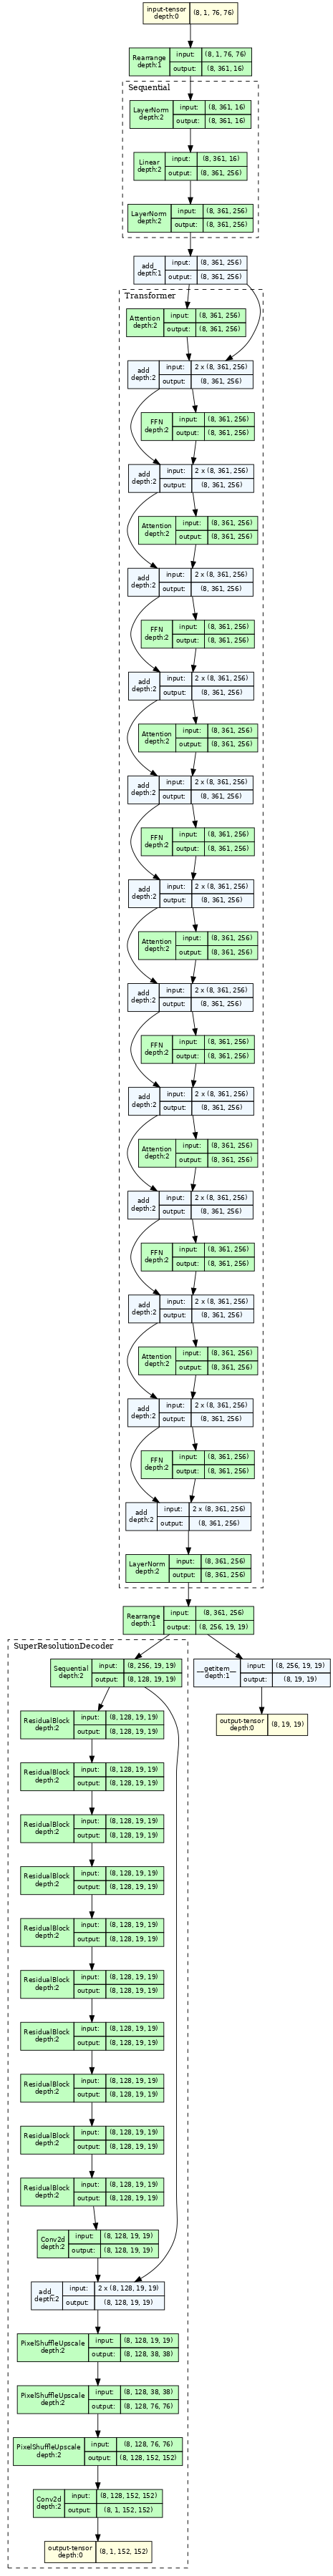 input-tensor
depth:0
(8, 1, 76, 76)
Rearrange
depth:1
input:
(8, 1, 76, 76)
output:
(8, 361, 16)
Sequential
LayerNorm
depth:2
input:
(8, 361, 16)
output:
(8, 361, 16)
Linear
depth:2
input:
(8, 361, 16)
output:
(8, 361, 256)
LayerNorm
depth:2
input:
(8, 361, 256)
output:
(8, 361, 256)
add_
depth:1
input:
(8, 361, 256)
output:
(8, 361, 256)
Transformer
Attention
depth:2
input:
(8, 361, 256)
output:
(8, 361, 256)
add
depth:2
input:
2 x (8, 361, 256)
output:
(8, 361, 256)
FFN
depth:2
input:
(8, 361, 256)
output:
(8, 361, 256)
add
depth:2
input:
2 x (8, 361, 256)
output:
(8, 361, 256)
Attention
depth:2
input:
(8, 361, 256)
output:
(8, 361, 256)
add
depth:2
input:
2 x (8, 361, 256)
output:
(8, 361, 256)
FFN
depth:2
input:
(8, 361, 256)
output:
(8, 361, 256)
add
depth:2
input:
2 x (8, 361, 256)
output:
(8, 361, 256)
Attention
depth:2
input:
(8, 361, 256)
output:
(8, 361, 256)
add
depth:2
input:
2 x (8, 361, 256)
output:
(8, 361, 256)
FFN
depth:2
input:
(8, 361, 256)
output:
(8, 361, 256)
add
depth:2
input:
2 x (8, 361, 256)
output:
(8, 361, 256)
Attention
depth:2
input:
(8, 361, 256)
output:
(8, 361, 256)
add
depth:2
input:
2 x (8, 361, 256)
output:
(8, 361, 256)
FFN
depth:2
input:
(8, 361, 256)
output:
(8, 361, 256)
add
depth:2
input:
2 x (8, 361, 256)
output:
(8, 361, 256)
Attention
depth:2
input:
(8, 361, 256)
output:
(8, 361, 256)
add
depth:2
input:
2 x (8, 361, 256)
output:
(8, 361, 256)
FFN
depth:2
input:
(8, 361, 256)
output:
(8, 361, 256)
add
depth:2
input:
2 x (8, 361, 256)
output:
(8, 361, 256)
Attention
depth:2
input:
(8, 361, 256)
output:
(8, 361, 256)
add
depth:2
input:
2 x (8, 361, 256)
output:
(8, 361, 256)
FFN
depth:2
input:
(8, 361, 256)
output:
(8, 361, 256)
add
depth:2
input:
2 x (8, 361, 256)
output:
(8, 361, 256)
LayerNorm
depth:2
input:
(8, 361, 256)
output:
(8, 361, 256)
Rearrange
depth:1
input:
(8, 361, 256)
output:
(8, 256, 19, 19)
SuperResolutionDecoder
Sequential
depth:2
input:
(8, 256, 19, 19)
output:
(8, 128, 19, 19)
__getitem__
depth:1
input:
(8, 256, 19, 19)
output:
(8, 19, 19)
output-tensor
depth:0
(8, 19, 19)
ResidualBlock
depth:2
input:
(8, 128, 19, 19)
output:
(8, 128, 19, 19)
ResidualBlock
depth:2
input:
(8, 128, 19, 19)
output:
(8, 128, 19, 19)
ResidualBlock
depth:2
input:
(8, 128, 19, 19)
output:
(8, 128, 19, 19)
ResidualBlock
depth:2
input:
(8, 128, 19, 19)
output:
(8, 128, 19, 19)
ResidualBlock
depth:2
input:
(8, 128, 19, 19)
output:
(8, 128, 19, 19)
ResidualBlock
depth:2
input:
(8, 128, 19, 19)
output:
(8, 128, 19, 19)
ResidualBlock
depth:2
input:
(8, 128, 19, 19)
output:
(8, 128, 19, 19)
ResidualBlock
depth:2
input:
(8, 128, 19, 19)
output:
(8, 128, 19, 19)
ResidualBlock
depth:2
input:
(8, 128, 19, 19)
output:
(8, 128, 19, 19)
ResidualBlock
depth:2
input:
(8, 128, 19, 19)
output:
(8, 128, 19, 19)
Conv2d
depth:2
input:
(8, 128, 19, 19)
output:
(8, 128, 19, 19)
add_
depth:2
input:
2 x (8, 128, 19, 19)
output:
(8, 128, 19, 19)
PixelShuffleUpscale
depth:2
input:
(8, 128, 19, 19)
output:
(8, 128, 38, 38)
PixelShuffleUpscale
depth:2
input:
(8, 128, 38, 38)
output:
(8, 128, 76, 76)
PixelShuffleUpscale
depth:2
input:
(8, 128, 76, 76)
output:
(8, 128, 152, 152)
Conv2d
depth:2
input:
(8, 128, 152, 152)
output:
(8, 1, 152, 152)
output-tensor
depth:0
(8, 1, 152, 152)